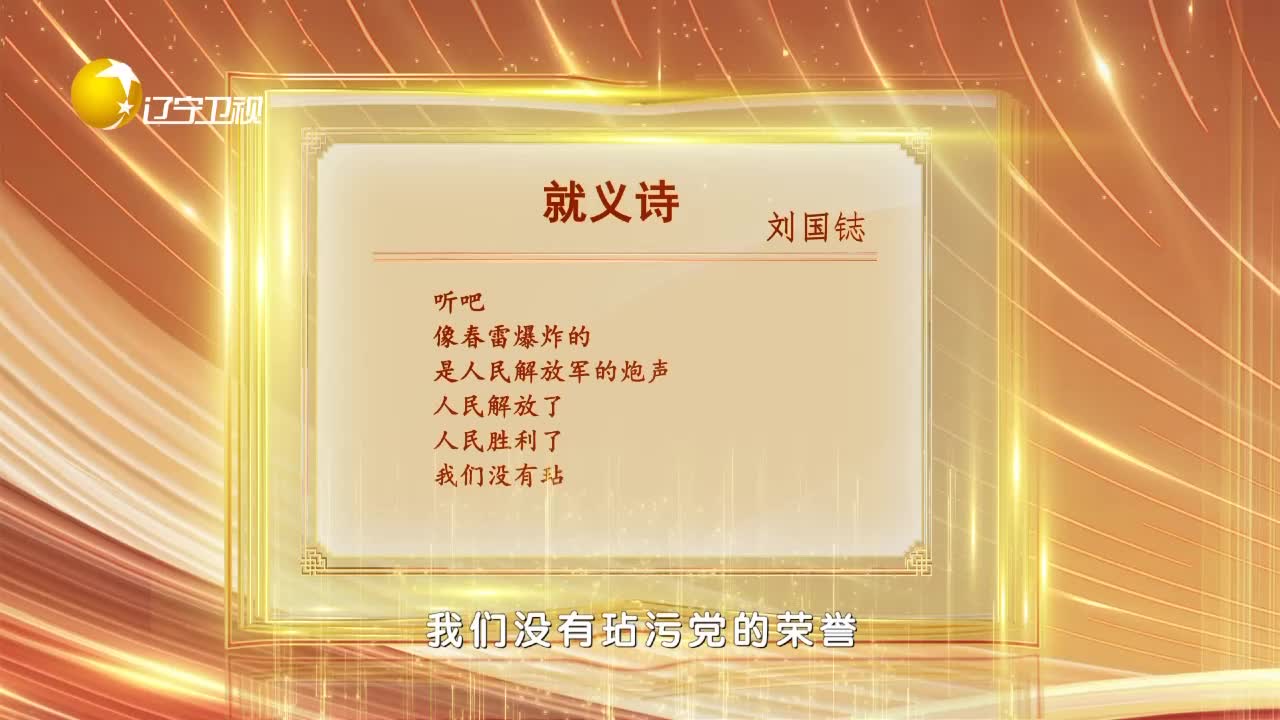 辽宁卫视
就义诗
刘国鋕
听吧
像春雷爆炸的
是人民解放军的炮声
人民解放了
人民胜利了
我们没有玷
我们没有玷污党的荣誉